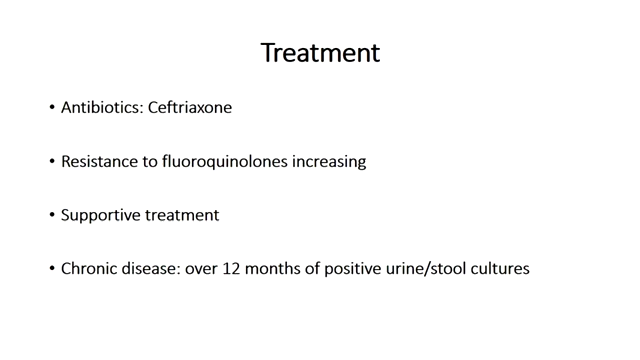 Treatment
• Antibiotics: Ceftriaxone
• Resistance to fluoroquinolones increasing
• Supportive treatment
• Chronic disease: over 12 months of positive urine/stool cultures